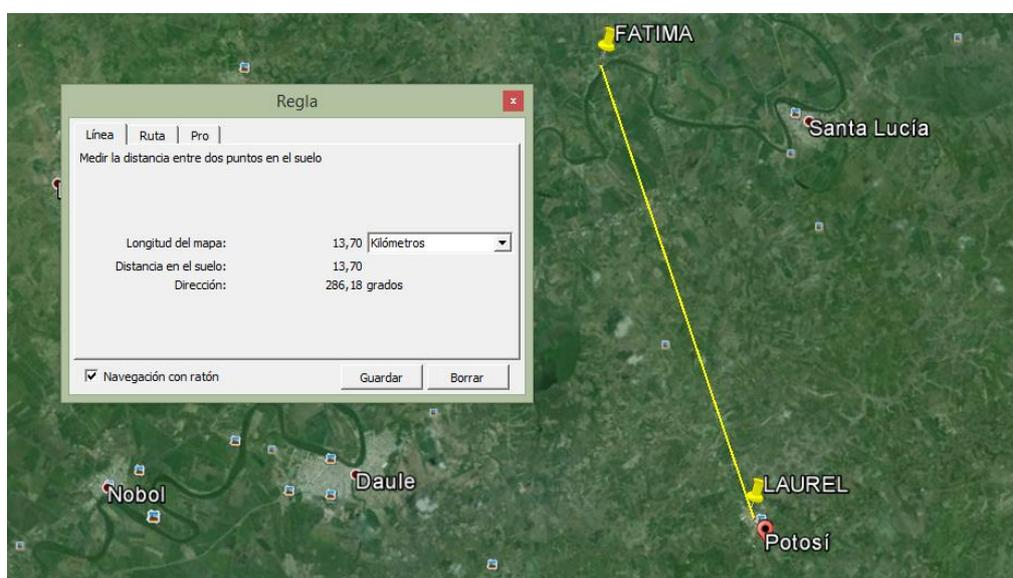 FATIMA
Santa Lucía
Regla
x
Línea
Ruta
Pro
Medir la distancia entre dos puntos en el suelo
Longitud del mapa: 13,70 Kilómetros
Distancia en el suelo: 13,70
Dirección: 286,18 grados
Navegación con ratón
Guardar
Borrar
Nobol
Daule
LAUREL
Potosí